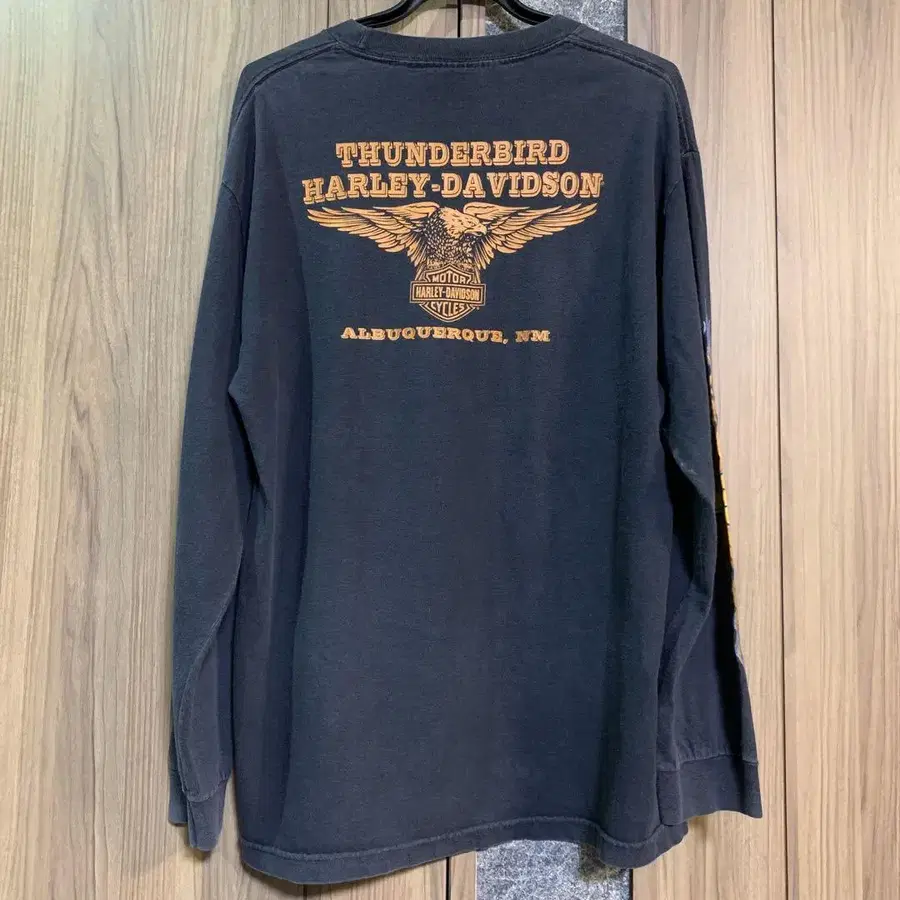 THUNDERBIRD
HARLEY-DAVIDSON
MOTOR
HARLEY-DAVIDSON
CYCLES
ALBUQUERQUE, NM